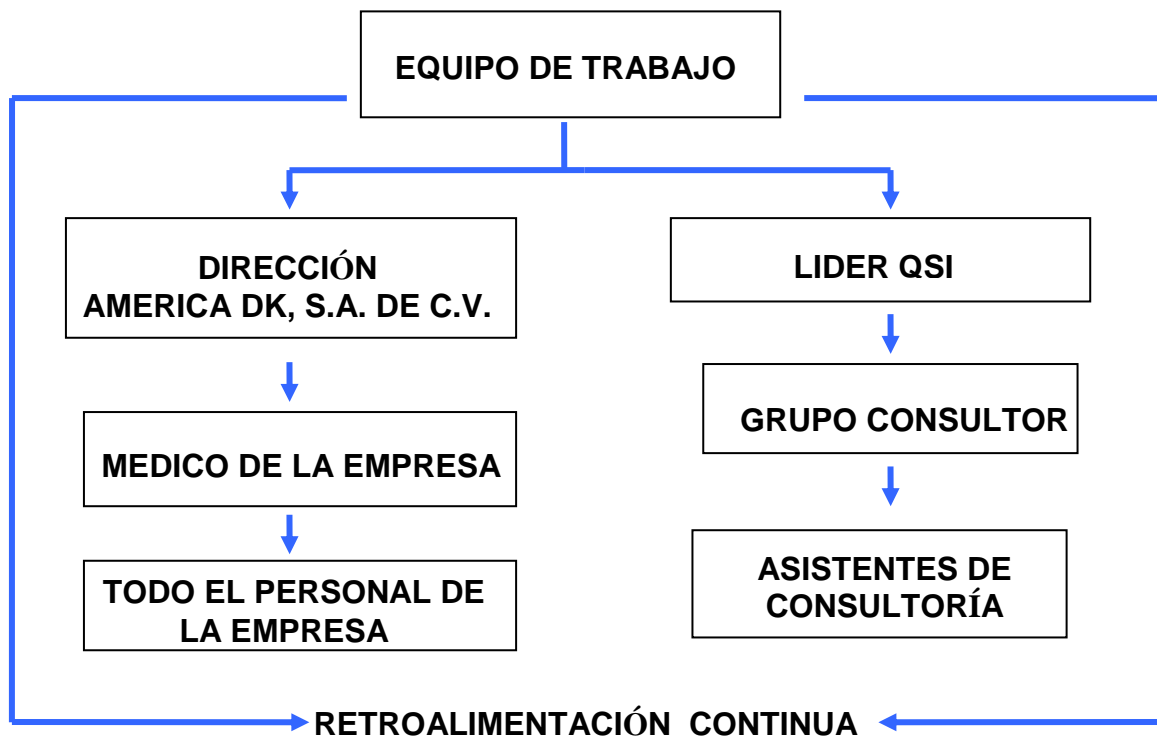 EQUIPO DE TRABAJO
DIRECCIÓN
AMERICA DK, S.A. DE C.V.
LIDER QSI
MEDICO DE LA EMPRESA
GRUPO CONSULTOR
TODO EL PERSONAL DE
LA EMPRESA
ASISTENTES DE
CONSULTORÍA
RETROALIMENTACIÓN CONTINUA